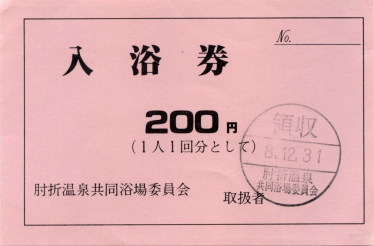 No.
入浴券
200円
(1人1回分として)
肘折温泉共同浴場委員会 取扱者
領収
8.12.31
肘折温泉
共同浴場委員会